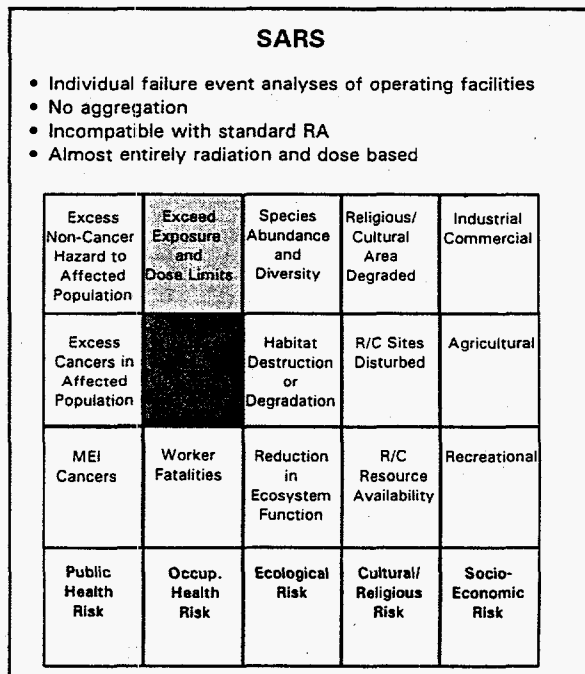 SARS
• Individual failure event analyses of operating facilities
• No aggregation
• Incompatible with standard RA
• Almost entirely radiation and dose based
Excess
Non-Cancer
Hazard to
Affected
Population
Exceed
Exposure
and
Dose Limits
Species
Abundance
and
Diversity
Religious/
Cultural
Area
Degraded
Industrial
Commercial
Excess
Cancers in
Affected
Population
Habitat
Destruction
or
Degradation
R/C Sites
Disturbed
Agricultural
MEI
Cancers
Worker
Fatalities
Reduction
in
Ecosystem
Function
R/C
Resource
Availability
Recreational
Public
Health
Risk
Occup.
Health
Risk
Ecological
Risk
Cultural/
Religious
Risk
Socio-
Economic
Risk